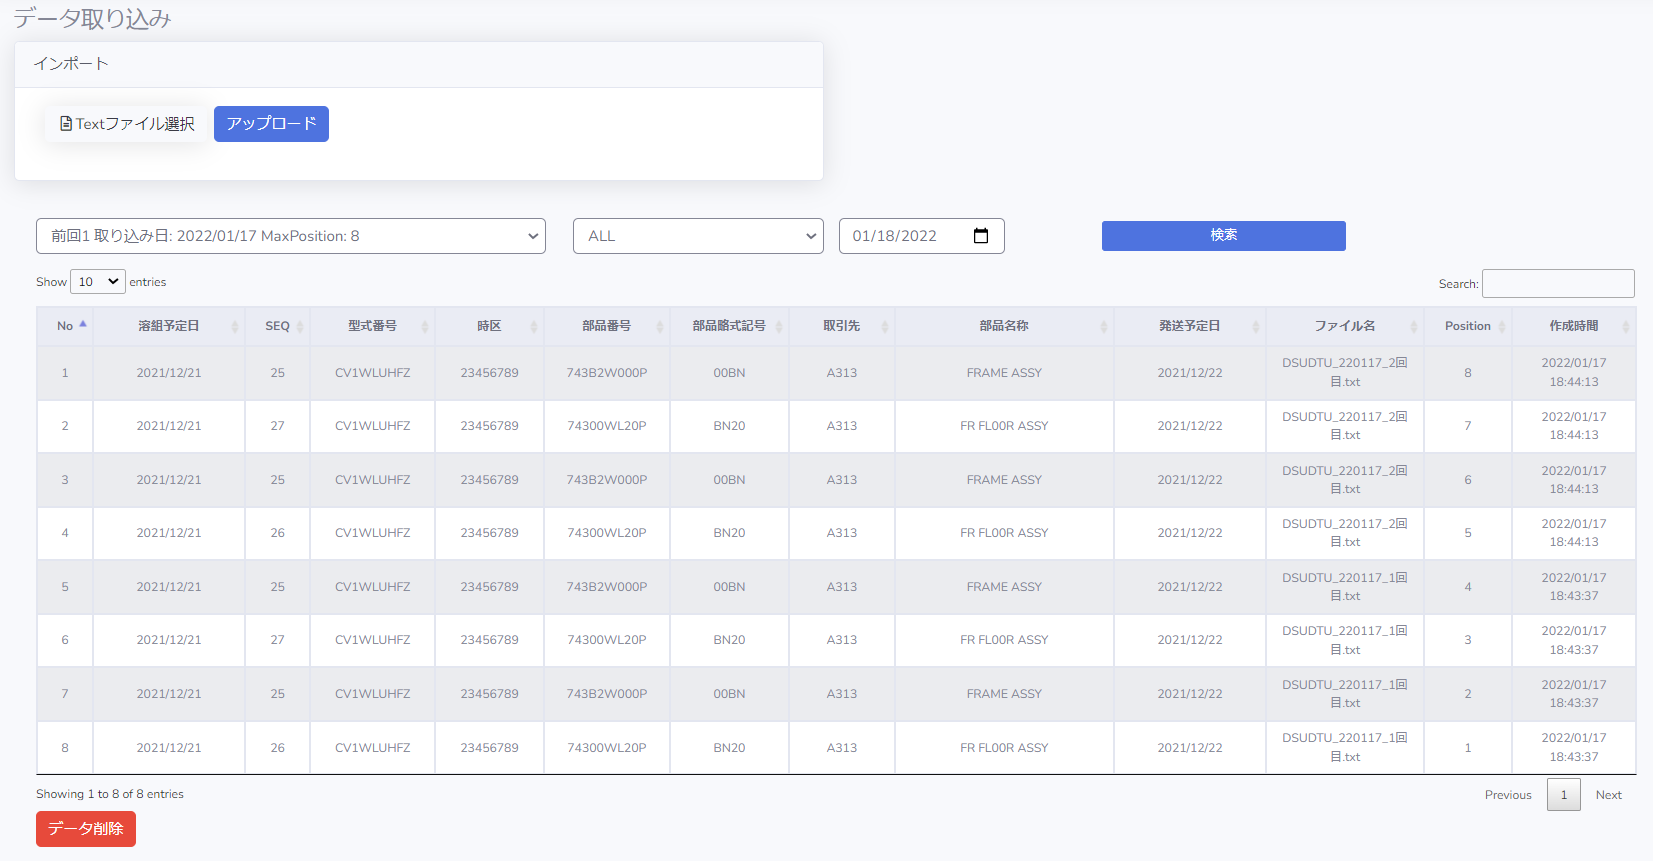 データ取り込み
インポート
Textファイル選択 アップロード
前回1 取り込み日: 2022/01/17 MaxPosition: 8 ALL 01/18/2022 検索
Show 10 entries Search:
No 溶組予定日 SEQ 型式番号 時区 部品番号 部品略式記号 取引先 部品名称 発送予定日 ファイル名 Position 作成時間
1 2021/12/21 25 CV1WLUHFZ 23456789 743B2W000P 00BN A313 FRAME ASSY 2021/12/22 DSUDTU_220117_2回目.txt 8 2022/01/17 18:44:13
2 2021/12/21 27 CV1WLUHFZ 23456789 74300WL20P BN20 A313 FR FL00R ASSY 2021/12/22 DSUDTU_220117_2回目.txt 7 2022/01/17 18:44:13
3 2021/12/21 25 CV1WLUHFZ 23456789 743B2W000P 00BN A313 FRAME ASSY 2021/12/22 DSUDTU_220117_2回目.txt 6 2022/01/17 18:44:13
4 2021/12/21 26 CV1WLUHFZ 23456789 74300WL20P BN20 A313 FR FL00R ASSY 2021/12/22 DSUDTU_220117_2回目.txt 5 2022/01/17 18:44:13
5 2021/12/21 25 CV1WLUHFZ 23456789 743B2W000P 00BN A313 FRAME ASSY 2021/12/22 DSUDTU_220117_1回目.txt 4 2022/01/17 18:43:37
6 2021/12/21 27 CV1WLUHFZ 23456789 74300WL20P BN20 A313 FR FL00R ASSY 2021/12/22 DSUDTU_220117_1回目.txt 3 2022/01/17 18:43:37
7 2021/12/21 25 CV1WLUHFZ 23456789 743B2W000P 00BN A313 FRAME ASSY 2021/12/22 DSUDTU_220117_1回目.txt 2 2022/01/17 18:43:37
8 2021/12/21 26 CV1WLUHFZ 23456789 74300WL20P BN20 A313 FR FL00R ASSY 2021/12/22 DSUDTU_220117_1回目.txt 1 2022/01/17 18:43:37
Showing 1 to 8 of 8 entries Previous 1 Next
データ削除